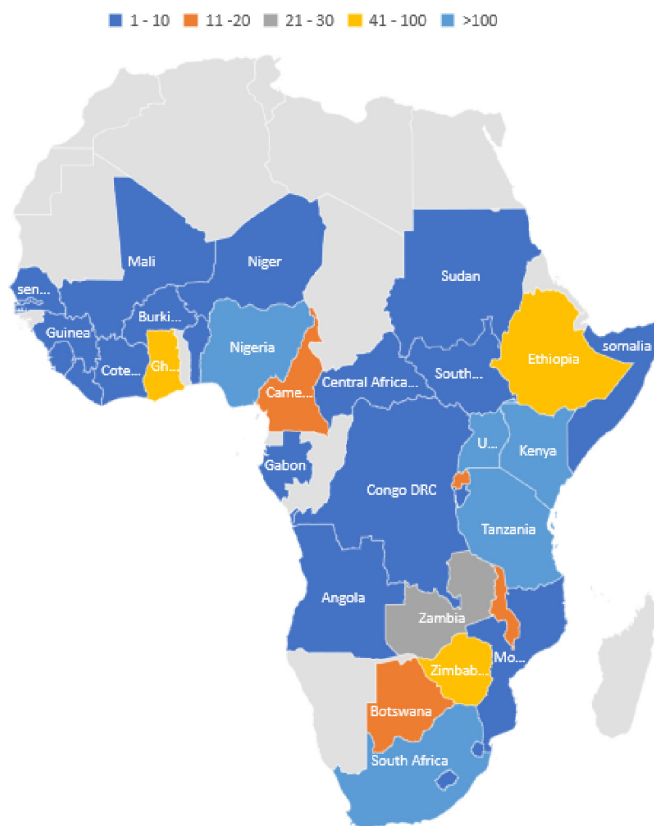 1 - 10 11 -20 21 - 30 41 - 100 >100
Mali
Niger
Sudan
sen...
Guinea
Burki...
Nigeria
Ethiopia
somalia
Cote...
Gh...
Came...
Central Africa...
South...
U...
Kenya
Gabon
Congo DRC
Tanzania
Angola
Zambia
Mo...
Zimbab...
Botswana
South Africa